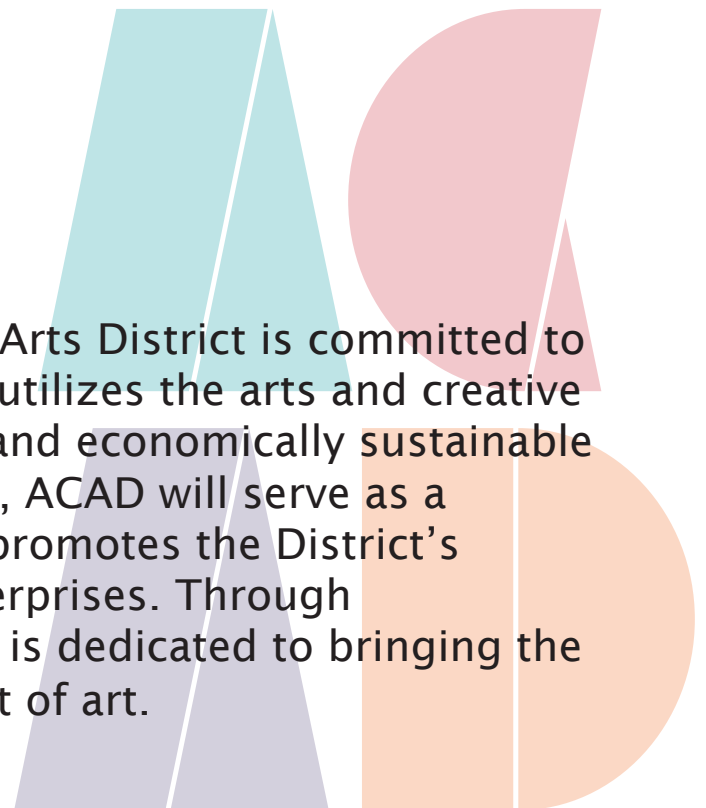 A C
A D
Arts District is committed to
utilizes the arts and creative
and economically sustainable
, ACAD will serve as a
promotes the District’s
erprises. Through
is dedicated to bringing the
t of art.